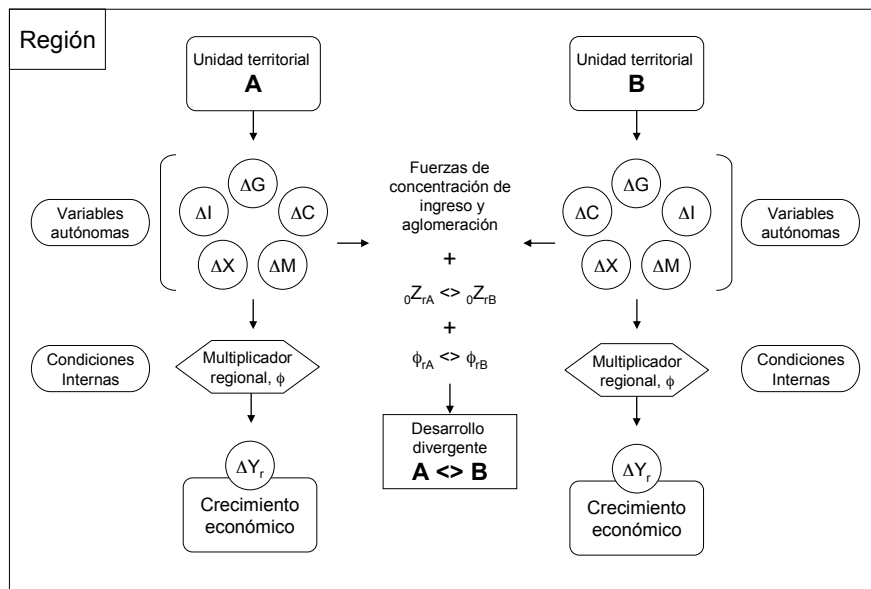 Región
Unidad territorial
A
Variables
autónomas
ΔG
ΔI
ΔC
ΔX
ΔM
Condiciones
Internas
Multiplicador
regional, ϕ
ΔYr
Crecimiento
económico
Fuerzas de
concentración de
ingreso y
aglomeración
+
₀ZrA <> ₀ZrB
+
ϕrA <> ϕrB
Desarrollo
divergente
A <> B
Unidad territorial
B
ΔG
ΔC
ΔI
ΔX
ΔM
Variables
autónomas
Multiplicador
regional, ϕ
Condiciones
Internas
ΔYr
Crecimiento
económico